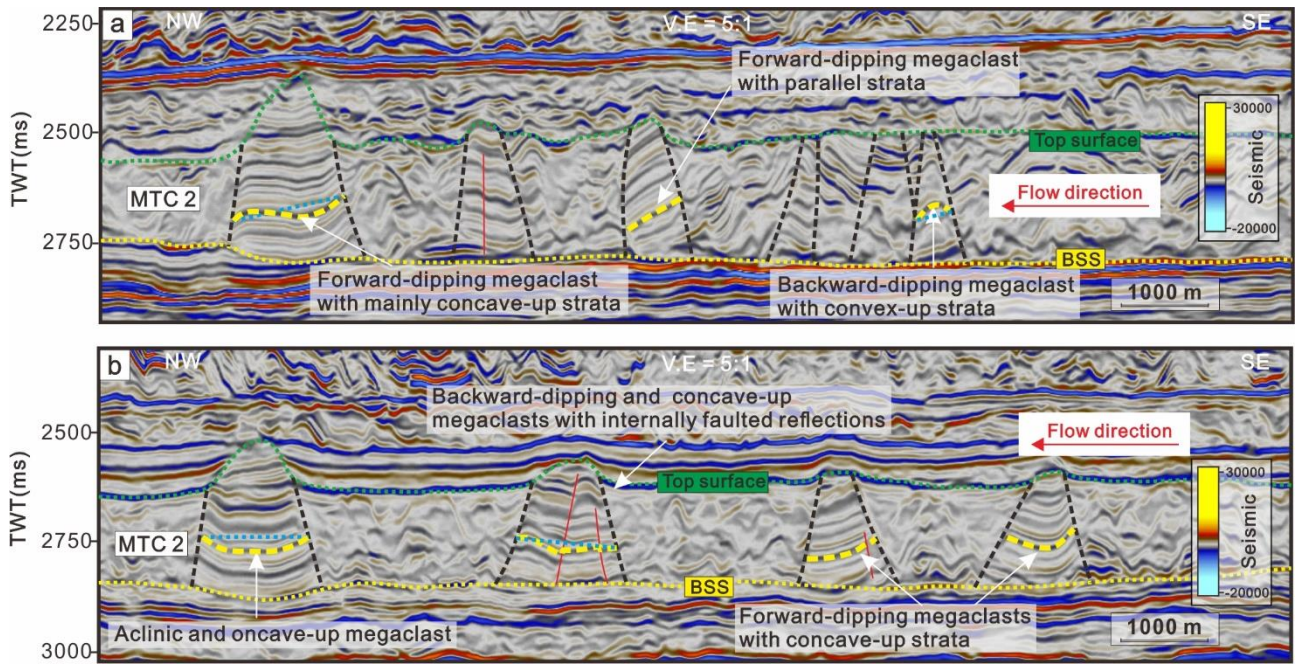 a
NW
V.E = 5:1
SE
2250
2500
2750
TWT(ms)
Forward-dipping megaclast
with parallel strata
30000
-20000
Seismic
Top surface
MTC 2
Flow direction
BSS
Forward-dipping megaclast
with mainly concave-up strata
Backward-dipping megaclast
with convex-up strata
1000 m
b
NW
V.E = 5:1
SE
2500
2750
3000
TWT(ms)
Backward-dipping and concave-up
megaclasts with internally faulted reflections
Flow direction
30000
-20000
Seismic
Top surface
MTC 2
BSS
Aclinic and oncave-up megaclast
Forward-dipping megaclasts
with concave-up strata
1000 m